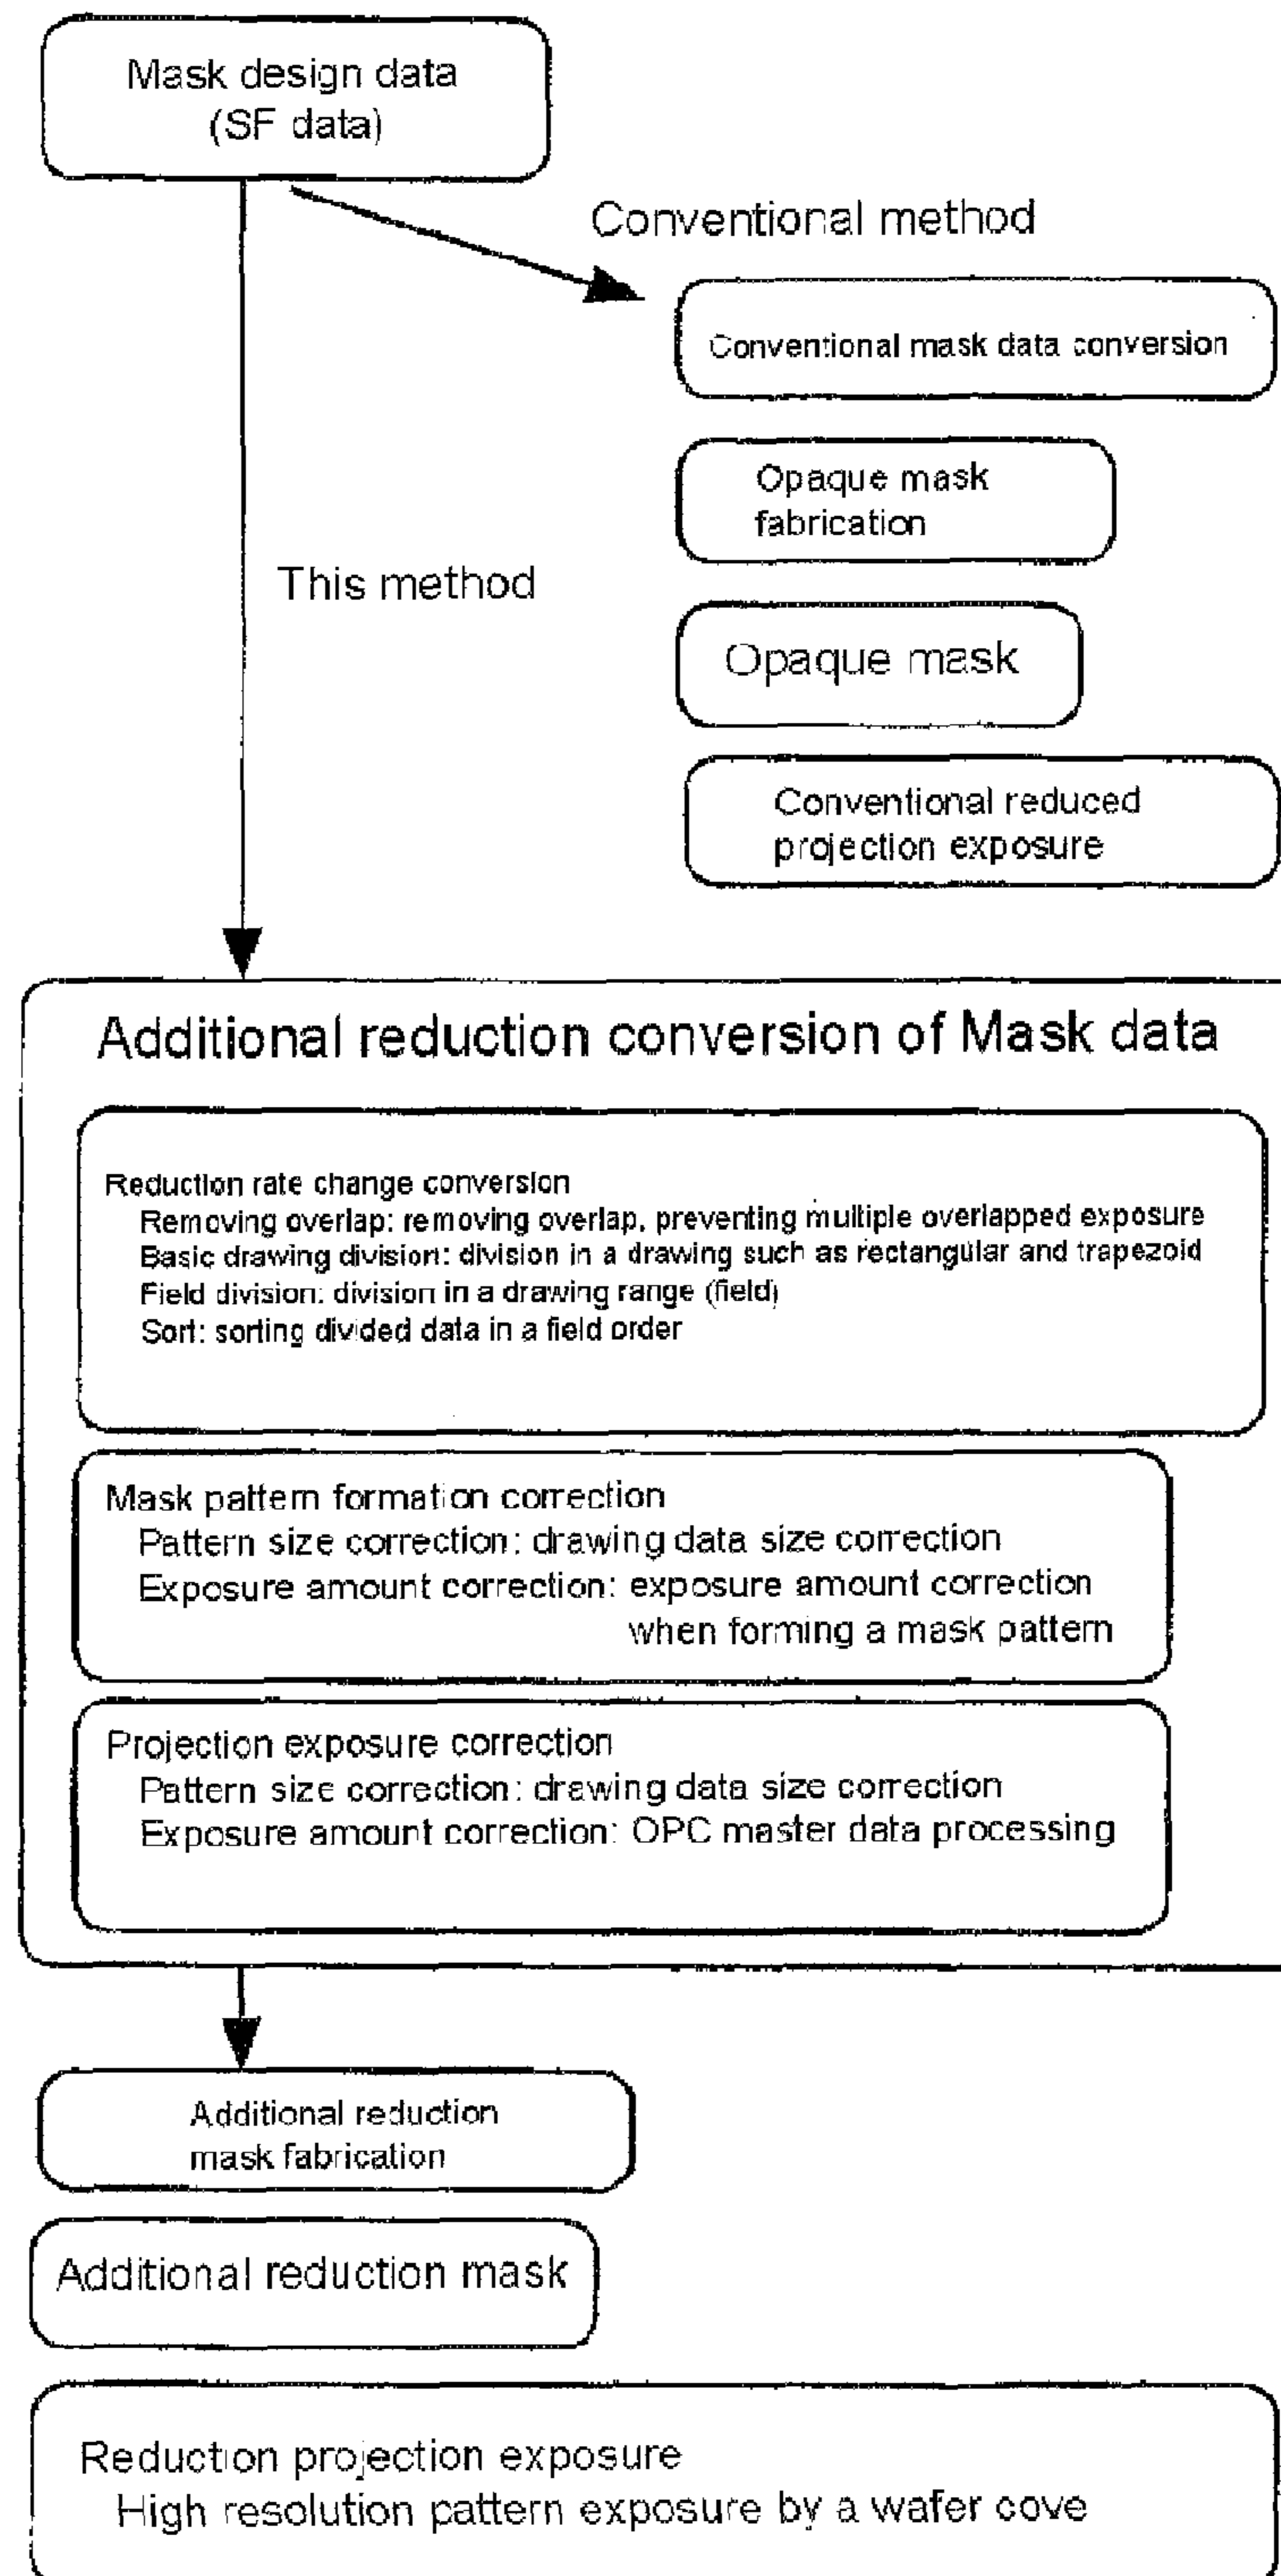 Mask design data
(SF data)
Conventional method
Conventional mask data conversion
Opaque mask
fabrication
This method
Opaque mask
Conventional reduced
projection exposure
Additional reduction conversion of Mask data
Reduction rate change conversion
Removing overlap: removing overlap, preventing multiple overlapped exposure
Basic drawing division: division in a drawing such as rectangular and trapezoid
Field division: division in a drawing range (field)
Sort: sorting divided data in a field order
Mask pattern formation correction
Pattern size correction: drawing data size correction
Exposure amount correction: exposure amount correction
when forming a mask pattern
Projection exposure correction
Pattern size correction: drawing data size correction
Exposure amount correction: OPC master data processing
Additional reduction
mask fabrication
Additional reduction mask
Reduction projection exposure
High resolution pattern exposure by a wafer cove